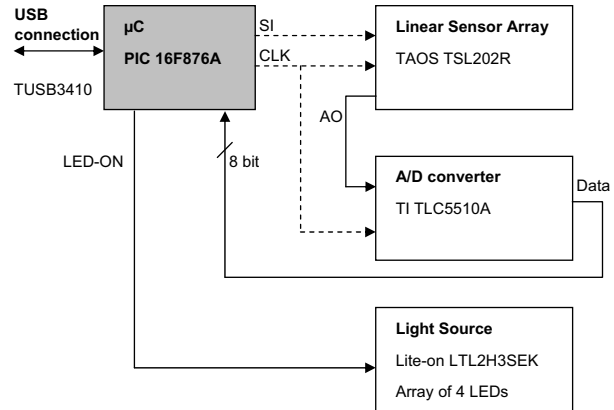 USB
connection
TUSB3410
µC
PIC 16F876A
SI
CLK
Linear Sensor Array
TAOS TSL202R
AO
LED-ON
8 bit
A/D converter
TI TLC5510A
Data
Light Source
Lite-on LTL2H3SEK
Array of 4 LEDs